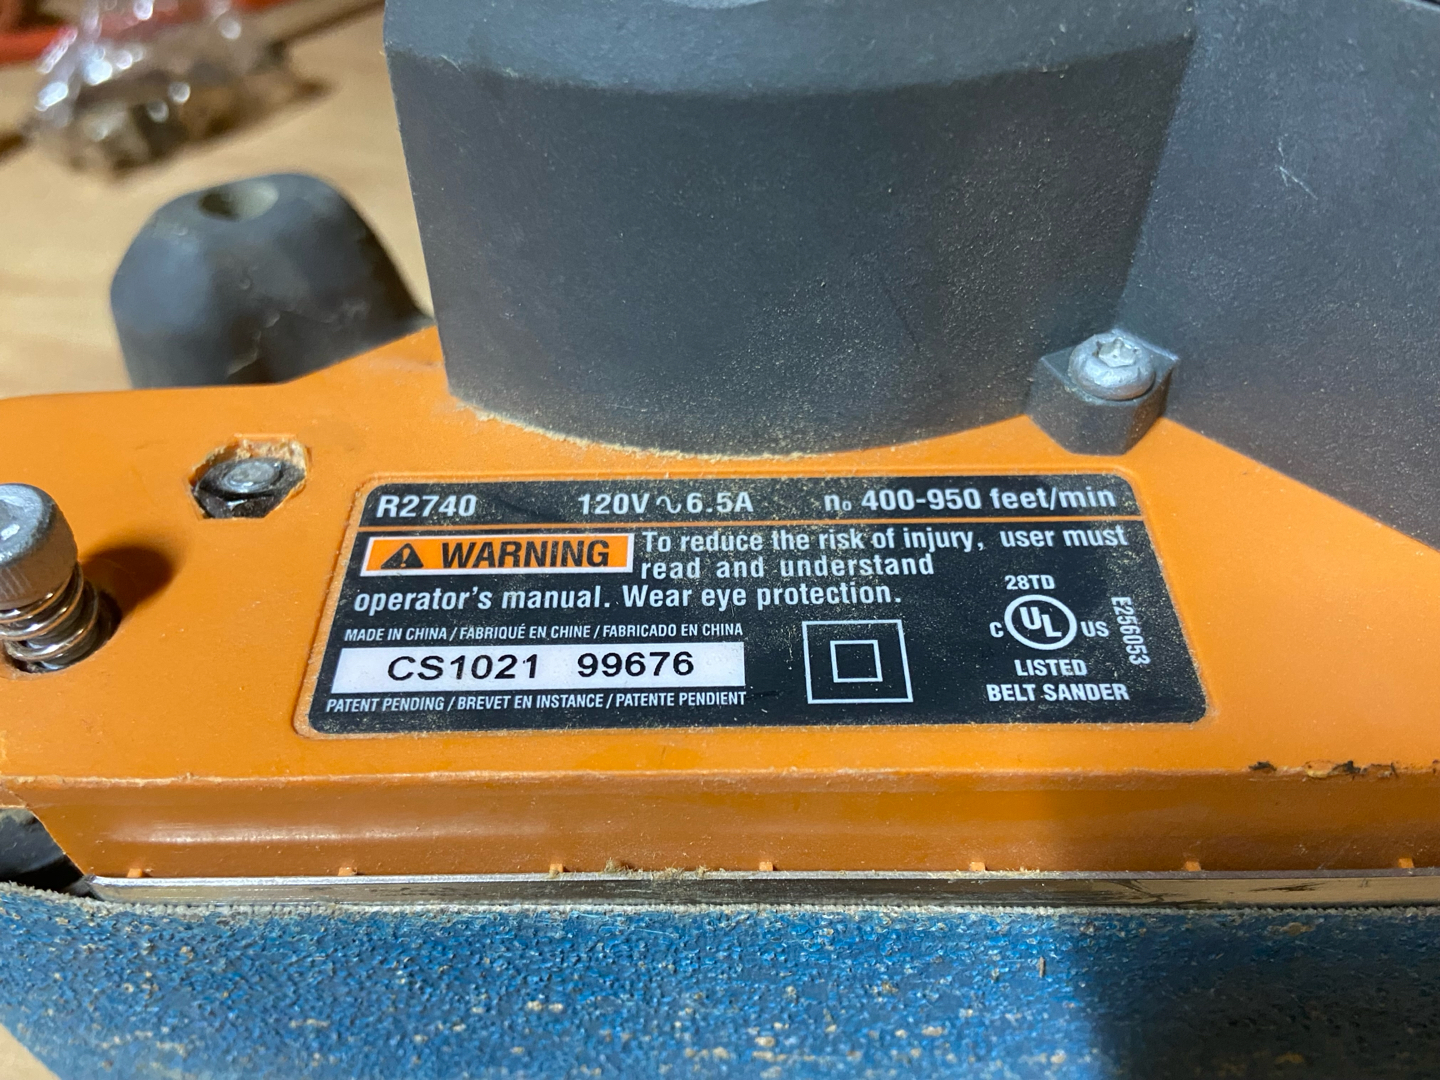 R2740 120V ∿ 6.5A n₀ 400-950 feet/min
⚠ WARNING To reduce the risk of injury, user must
read and understand
operator's manual. Wear eye protection.
MADE IN CHINA / FABRIQUÉ EN CHINE / FABRICADO EN CHINA
CS1021 99676
PATENT PENDING / BREVET EN INSTANCE / PATENTE PENDIENT
28TD
C UL US
LISTED
BELT SANDER
E256053